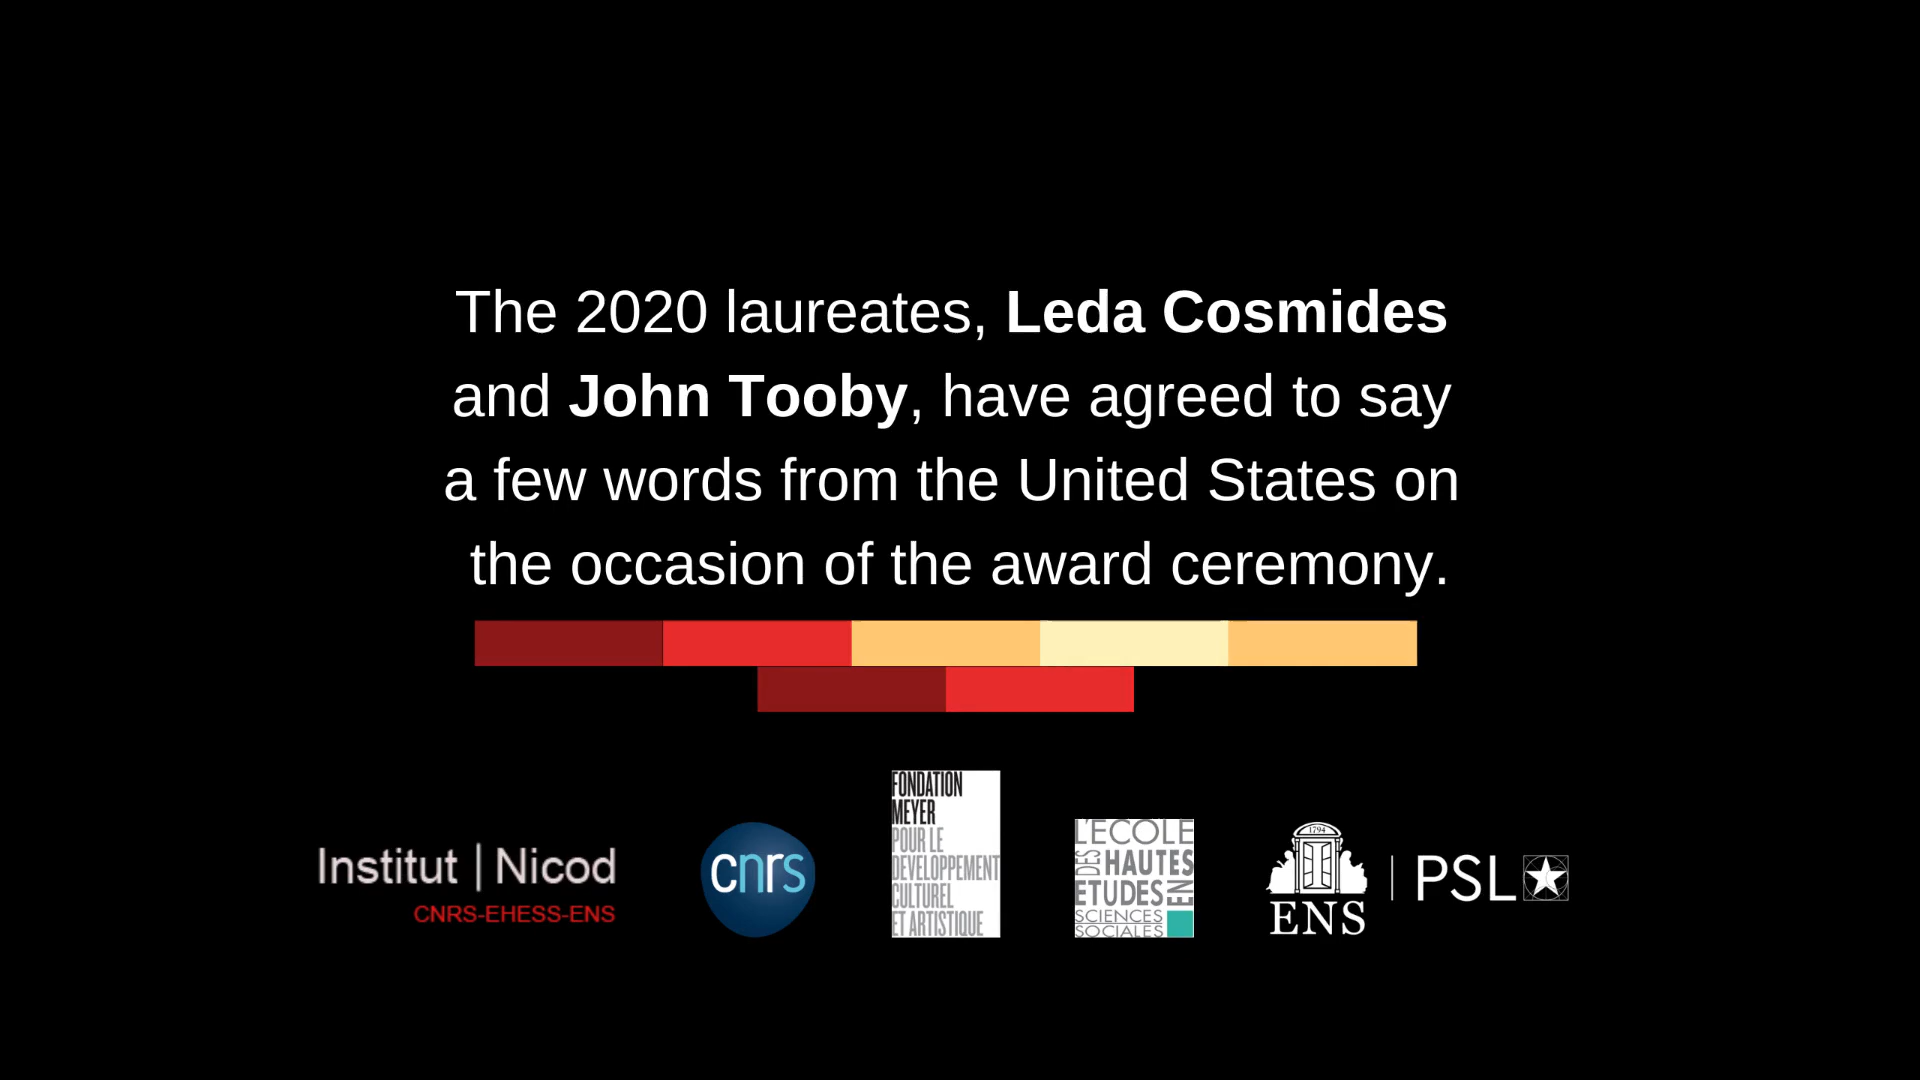 The 2020 laureates, Leda Cosmides
and John Tooby, have agreed to say
a few words from the United States on
the occasion of the award ceremony.
Institut | Nicod
CNRS-EHESS-ENS
cnrs
FONDATION
MEYER
POUR LE
DEVELOPPEMENT
CULTUREL
ET ARTISTIQUE
L'ECOLE
DES HAUTES
ETUDES EN
SCIENCES
SOCIALES
1794
ENS
PSL